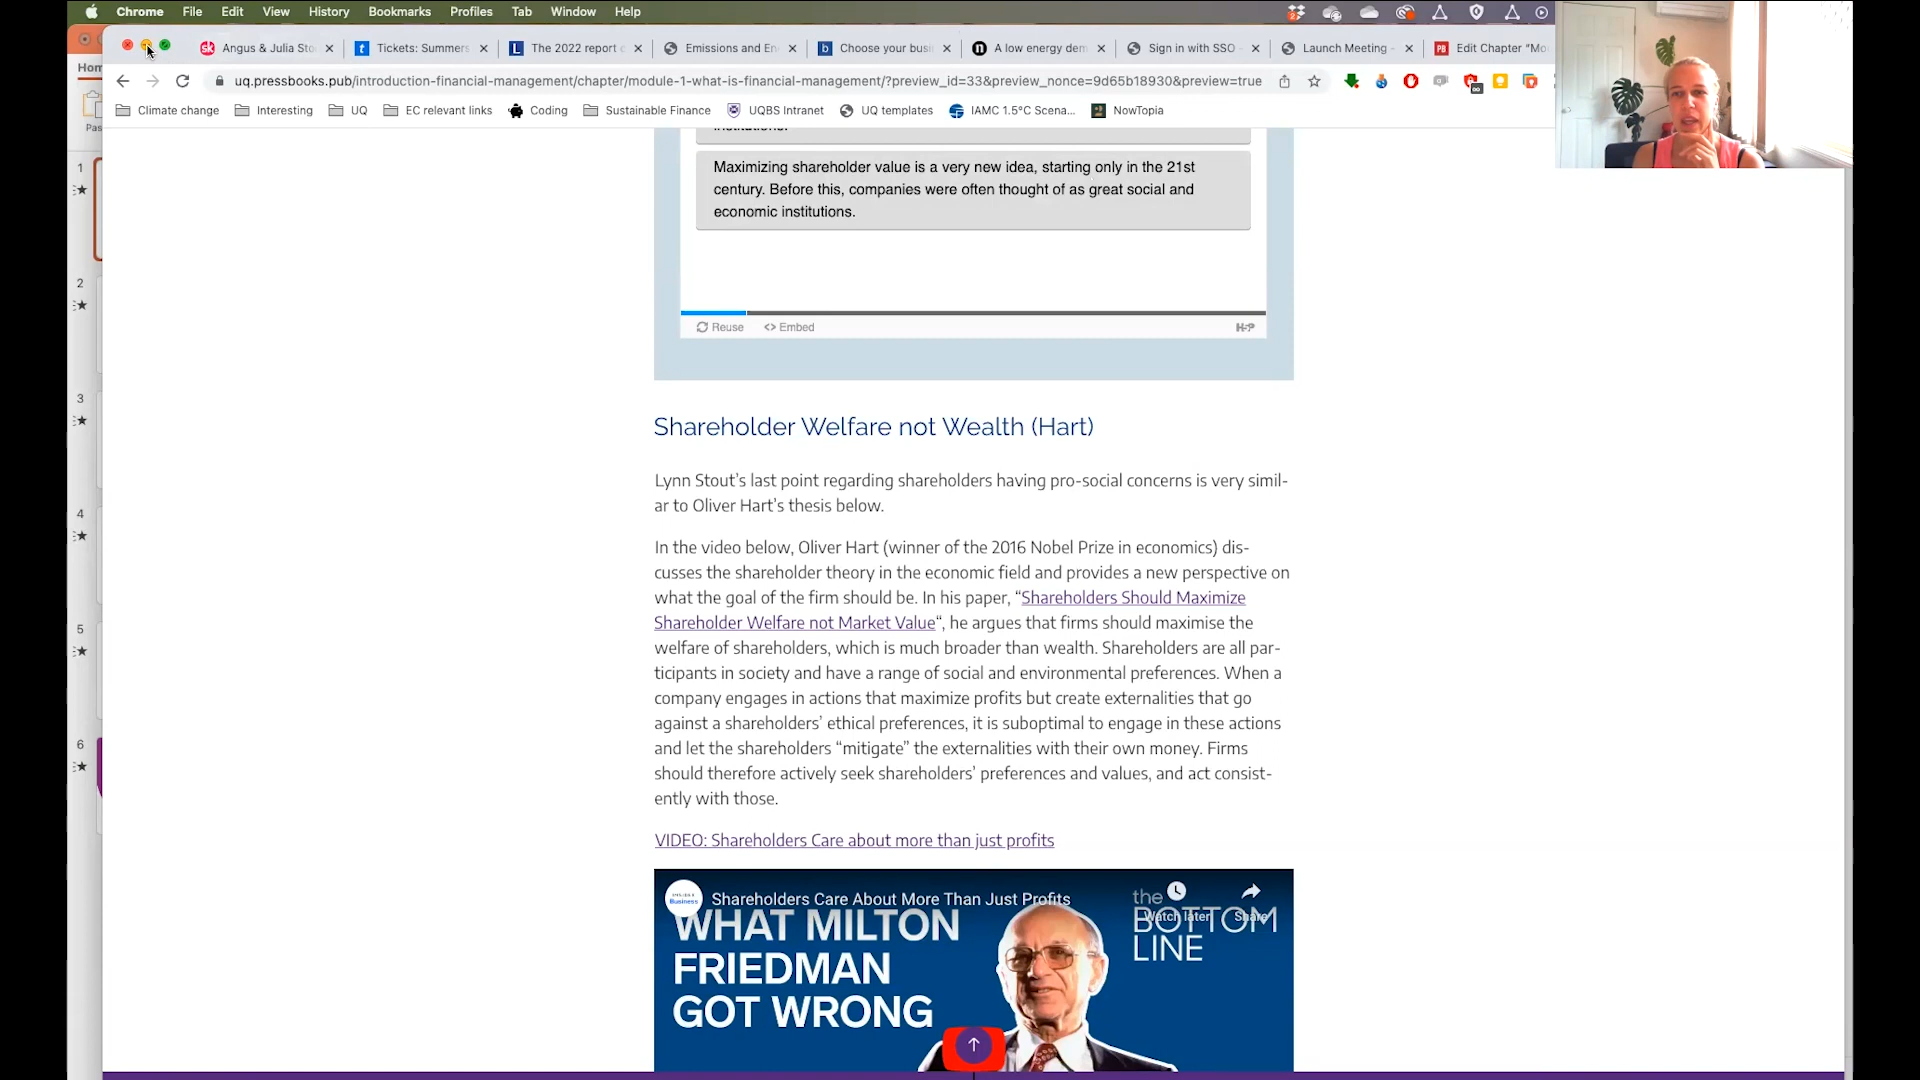 Chrome File Edit View History Bookmarks Profiles Tab Window Help
Angus & Julia Sto
Tickets: Summers
The 2022 report
Emissions and En
Choose your busi
A low energy dem
Sign in with SSO
Launch Meeting -
Edit Chapter “Mo
uq.pressbooks.pub/introduction-financial-management/chapter/module-1-what-is-financial-management/?preview_id=33&preview_nonce=9d65b18930&preview=true
Hom
Climate change
Interesting
UQ
EC relevant links
Coding
Sustainable Finance
UQBS Intranet
UQ templates
IAMC 1.5°C Scena...
NowTopia
Pas
1
2
3
4
5
6
institutions.
Maximizing shareholder value is a very new idea, starting only in the 21st
century. Before this, companies were often thought of as great social and
economic institutions.
Reuse <> Embed H5P
Shareholder Welfare not Wealth (Hart)
Lynn Stout’s last point regarding shareholders having pro-social concerns is very simil-
ar to Oliver Hart’s thesis below.
In the video below, Oliver Hart (winner of the 2016 Nobel Prize in economics) dis-
cusses the shareholder theory in the economic field and provides a new perspective on
what the goal of the firm should be. In his paper, “Shareholders Should Maximize
Shareholder Welfare not Market Value“, he argues that firms should maximise the
welfare of shareholders, which is much broader than wealth. Shareholders are all par-
ticipants in society and have a range of social and environmental preferences. When a
company engages in actions that maximize profits but create externalities that go
against a shareholders’ ethical preferences, it is suboptimal to engage in these actions
and let the shareholders “mitigate” the externalities with their own money. Firms
should therefore actively seek shareholders’ preferences and values, and act consist-
ently with those.
VIDEO: Shareholders Care about more than just profits
Business
Shareholders Care About More Than Just Profits
Watch later
Share
WHAT MILTON
FRIEDMAN
GOT WRONG
the
BOTTOM
LINE